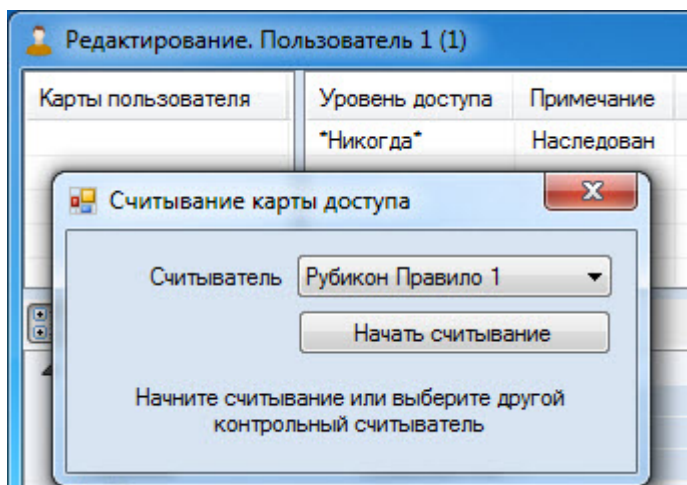 Редактирование. Пользователь 1 (1)
Карты пользователя Уровень доступа Примечание
*Никогда* Наследован
Считывание карты доступа
Считыватель Рубикон Правило 1
Начать считывание
Начните считывание или выберите другой
контрольный считыватель